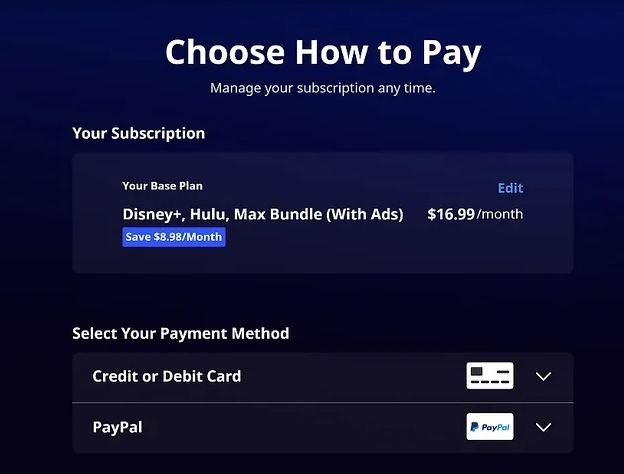 Choose How to Pay
Manage your subscription any time.
Your Subscription
Your Base Plan
Edit
Disney+, Hulu, Max Bundle (With Ads) $16.99/month
Save $8.98/Month
Select Your Payment Method
Credit or Debit Card
PayPal PayPal